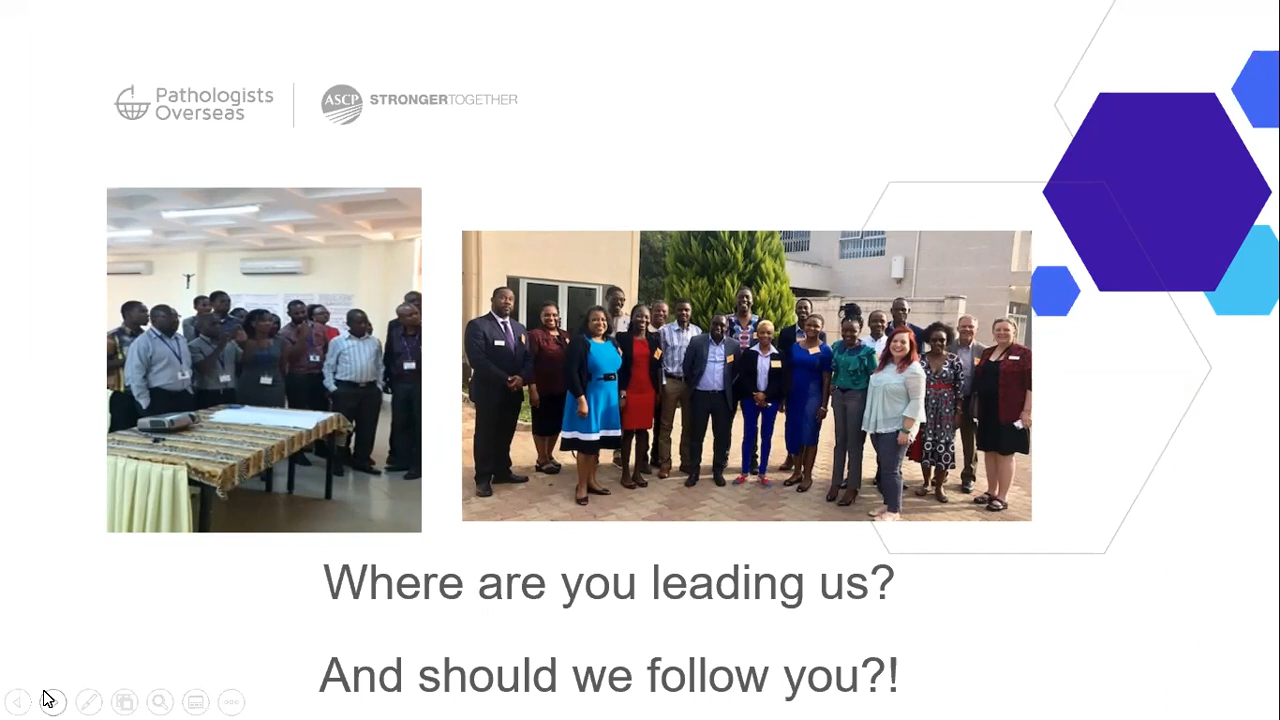 Pathologists
Overseas
ASCP STRONGERTOGETHER
Where are you leading us?
And should we follow you?!